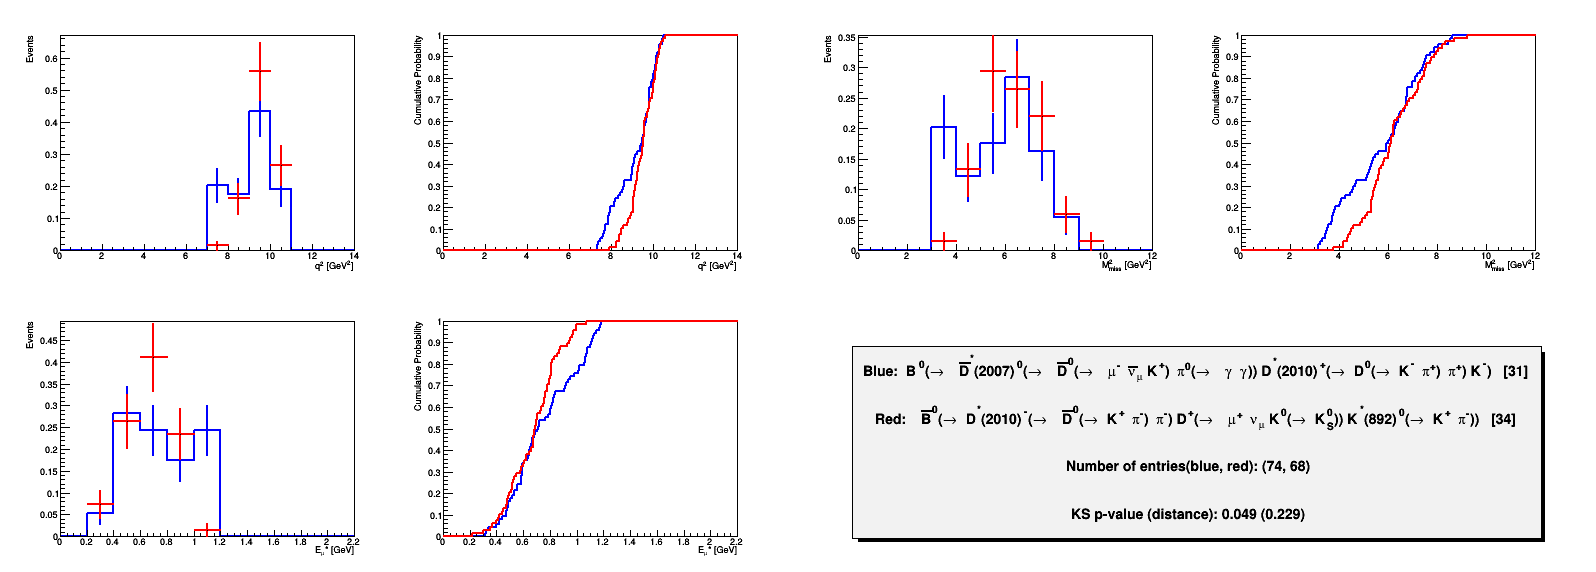 Events
0.6
0.5
0.4
0.3
0.2
0.1
0
0 2 4 6 8 10 12 14
q² [GeV²]
Cumulative Probability
1
0.9
0.8
0.7
0.6
0.5
0.4
0.3
0.2
0.1
0
0 2 4 6 8 10 12 14
q² [GeV²]
Events
0.35
0.3
0.25
0.2
0.15
0.1
0.05
0
0 2 4 6 8 10 12
M²miss [GeV²]
Cumulative Probability
1
0.9
0.8
0.7
0.6
0.5
0.4
0.3
0.2
0.1
0
0 2 4 6 8 10 12
M²miss [GeV²]
Events
0.45
0.4
0.35
0.3
0.25
0.2
0.15
0.1
0.05
0
0 0.2 0.4 0.6 0.8 1 1.2 1.4 1.6 1.8 2 2.2
Eμ* [GeV]
Cumulative Probability
1
0.9
0.8
0.7
0.6
0.5
0.4
0.3
0.2
0.1
0
0 0.2 0.4 0.6 0.8 1 1.2 1.4 1.6 1.8 2 2.2
Eμ* [GeV]
Blue: B⁰(→ D̅*(2007)⁰(→ D̅⁰(→ μ⁻ ν̅μ K⁺) π⁰(→ γ γ)) D*(2010)⁺(→ D⁰(→ K⁻ π⁺) π⁺) K⁻) [31]
Red: B̅⁰(→ D*(2010)⁻(→ D̅⁰(→ K⁺ π⁻) π⁻) D⁺(→ μ⁺ νμ K⁰(→ K⁰S)) K*(892)⁰(→ K⁺ π⁻)) [34]
Number of entries(blue, red): (74, 68)
KS p-value (distance): 0.049 (0.229)